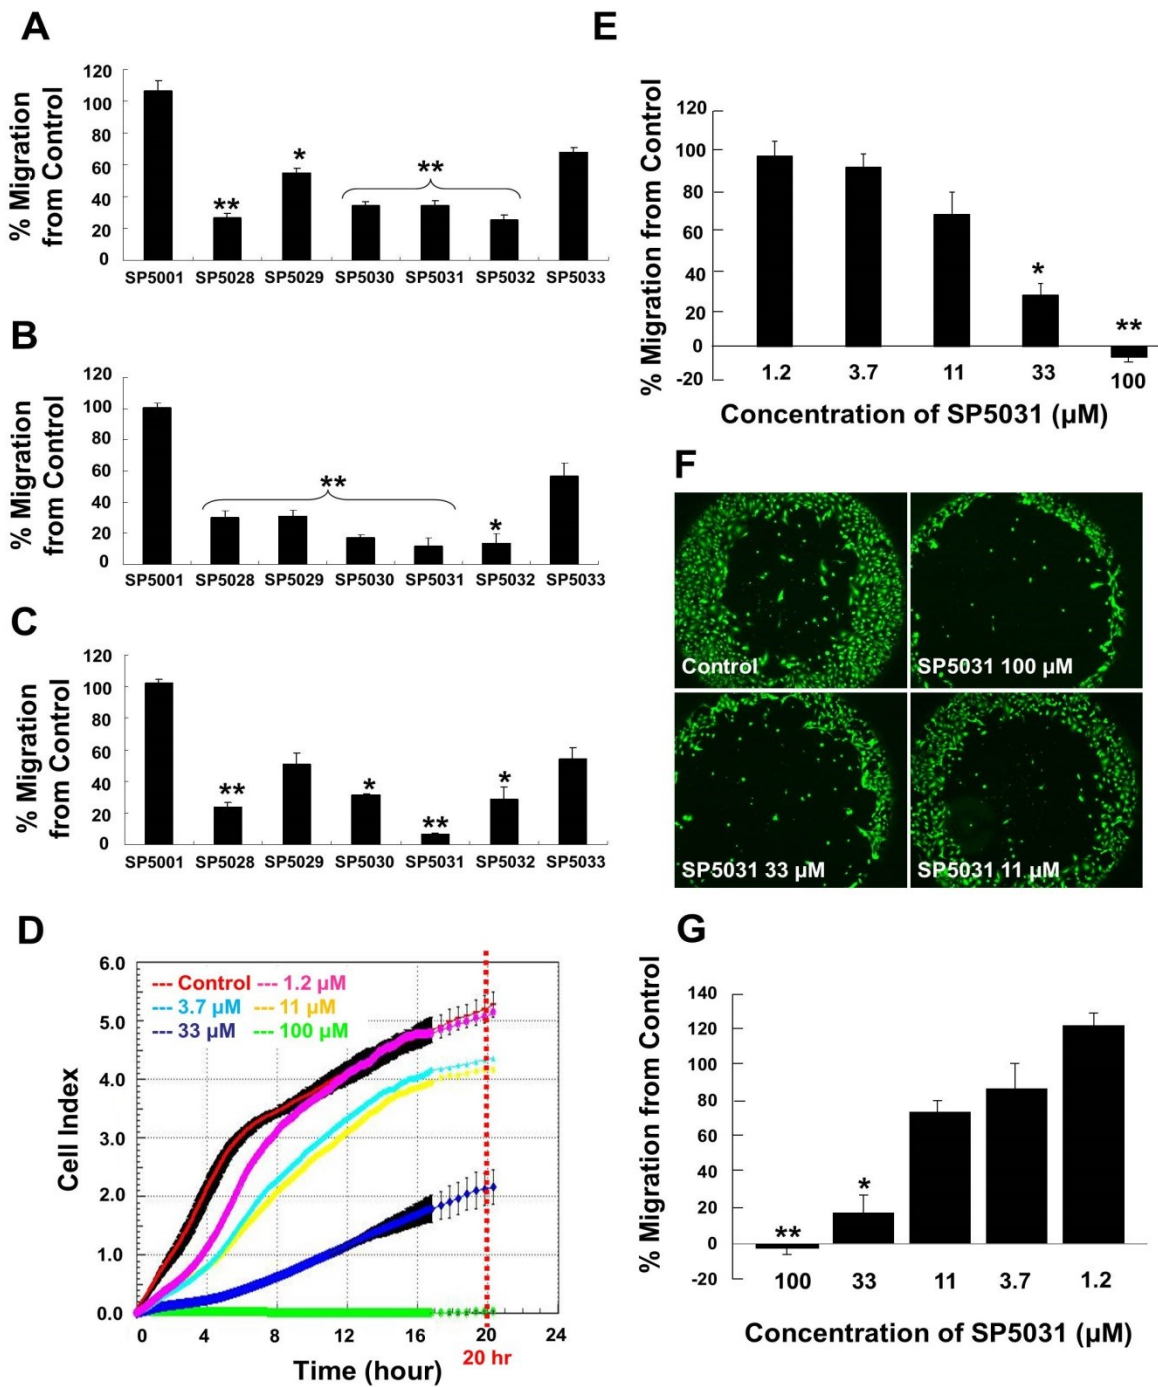 A
% Migration
from Control
120
100
80
60
40
20
0
**
*
**
SP5001 SP5028 SP5029 SP5030 SP5031 SP5032 SP5033
B
% Migration
from Control
120
100
80
60
40
20
0
**
*
SP5001 SP5028 SP5029 SP5030 SP5031 SP5032 SP5033
C
% Migration
from Control
120
100
80
60
40
20
0
**
*
**
*
SP5001 SP5028 SP5029 SP5030 SP5031 SP5032 SP5033
D
Cell Index
6.0
5.0
4.0
3.0
2.0
1.0
0.0
--- Control --- 1.2 µM
--- 3.7 µM --- 11 µM
--- 33 µM --- 100 µM
0 4 8 12 16 20 24
20 hr
Time (hour)
E
% Migration from Control
120
100
80
60
40
20
0
-20
*
**
1.2 3.7 11 33 100
Concentration of SP5031 (µM)
F
Control
SP5031 100 µM
SP5031 33 µM
SP5031 11 µM
G
% Migration from Control
140
120
100
80
60
40
20
0
-20
**
*
100 33 11 3.7 1.2
Concentration of SP5031 (µM)